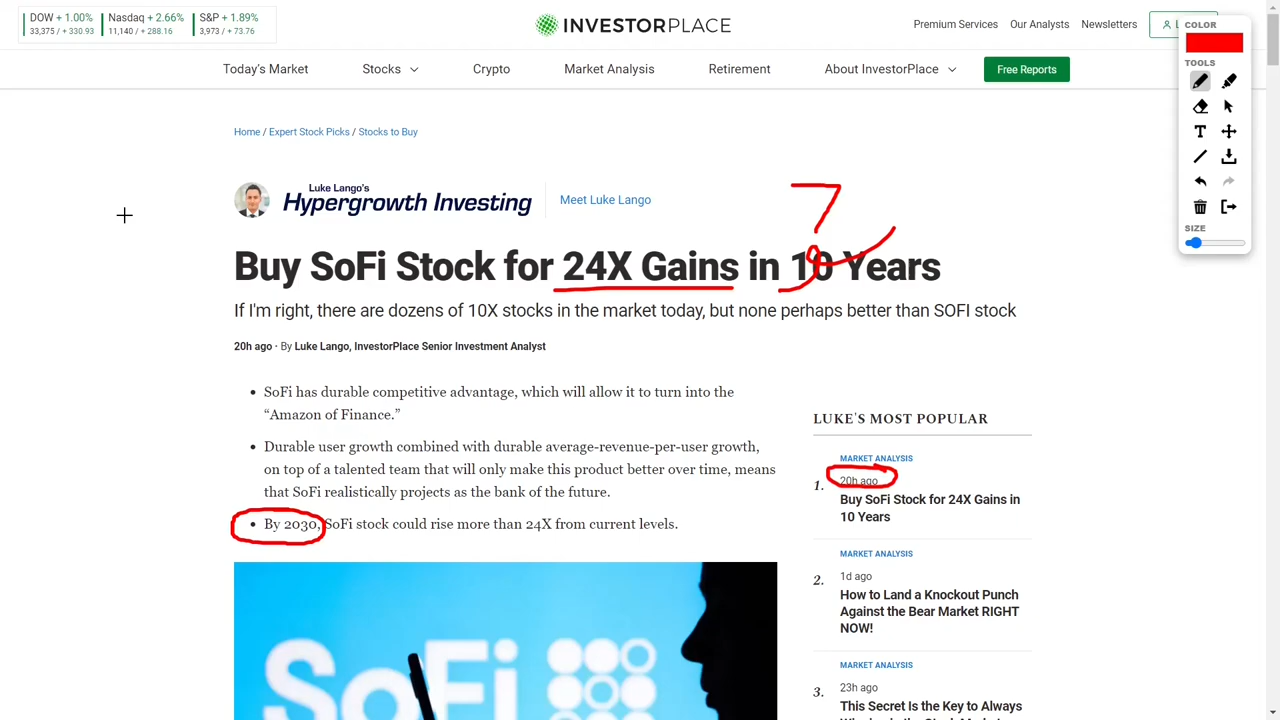 DOW + 1.00%
33,375 / + 330.93
Nasdaq + 2.66%
11,140 / + 288.16
S&P + 1.89%
3,973 / + 73.76
INVESTORPLACE
Premium Services
Our Analysts
Newsletters
Today's Market
Stocks
Crypto
Market Analysis
Retirement
About InvestorPlace
Free Reports
COLOR
TOOLS
T
SIZE
Home / Expert Stock Picks / Stocks to Buy
Luke Lango's
Hypergrowth Investing
Meet Luke Lango
7
Buy SoFi Stock for 24X Gains in 10 Years
If I'm right, there are dozens of 10X stocks in the market today, but none perhaps better than SOFI stock
20h ago · By Luke Lango, InvestorPlace Senior Investment Analyst
• SoFi has durable competitive advantage, which will allow it to turn into the
“Amazon of Finance.”
• Durable user growth combined with durable average-revenue-per-user growth,
on top of a talented team that will only make this product better over time, means
that SoFi realistically projects as the bank of the future.
• By 2030, SoFi stock could rise more than 24X from current levels.
SoFi
LUKE'S MOST POPULAR
MARKET ANALYSIS
1.
20h ago
Buy SoFi Stock for 24X Gains in
10 Years
MARKET ANALYSIS
2.
1d ago
How to Land a Knockout Punch
Against the Bear Market RIGHT
NOW!
MARKET ANALYSIS
3.
23h ago
This Secret Is the Key to Always